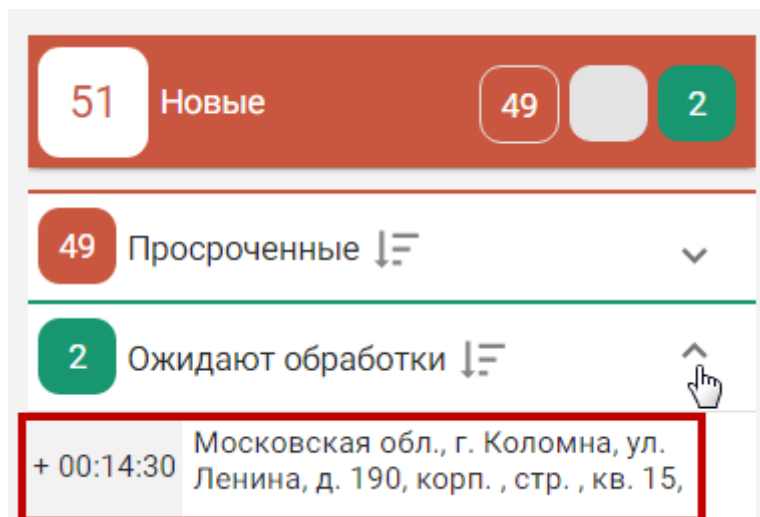 51 Новые 49 2
49 Просроченные
2 Ожидают обработки
+ 00:14:30 Московская обл., г. Коломна, ул.
Ленина, д. 190, корп. , стр. , кв. 15,